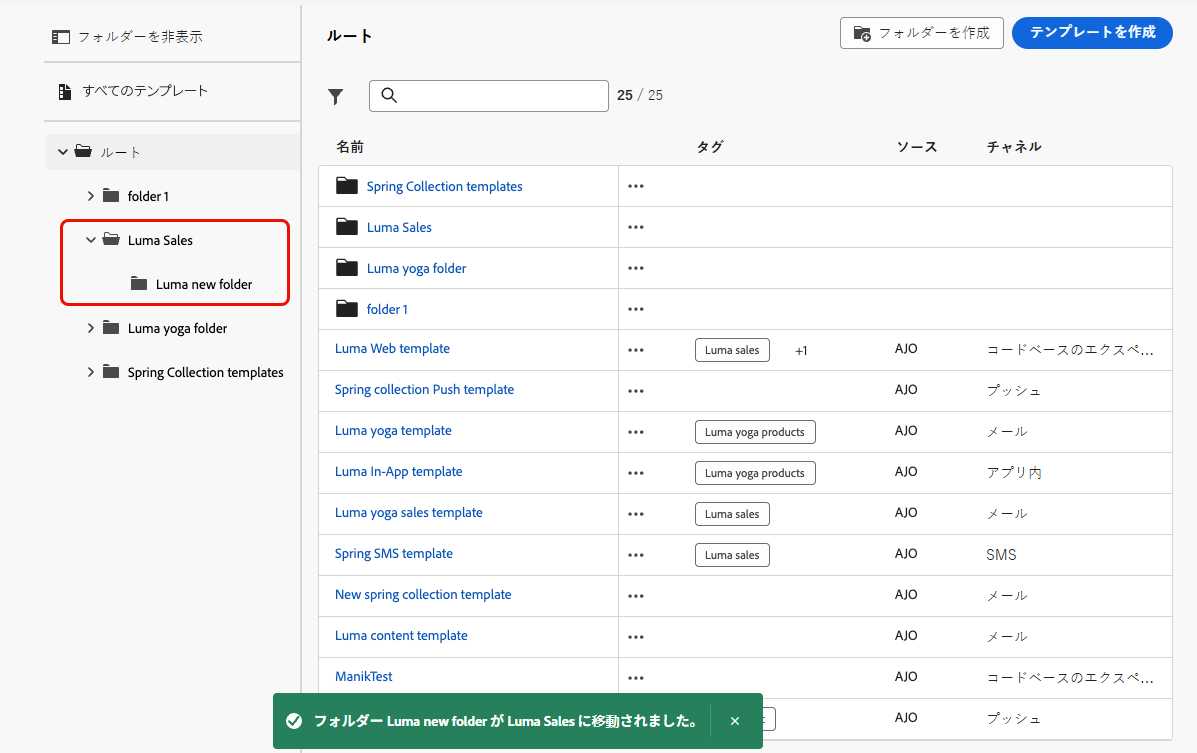 フォルダーを非表示
すべてのテンプレート
ルート
folder 1
Luma Sales
Luma new folder
Luma yoga folder
Spring Collection templates
ルート
フォルダーを作成
テンプレートを作成
25 / 25
名前 タグ ソース チャネル
Spring Collection templates
Luma Sales
Luma yoga folder
folder 1
Luma Web template Luma sales +1 AJO コードベースのエクスペ...
Spring collection Push template AJO プッシュ
Luma yoga template Luma yoga products AJO メール
Luma In-App template Luma yoga products AJO アプリ内
Luma yoga sales template Luma sales AJO メール
Spring SMS template Luma sales AJO SMS
New spring collection template AJO メール
Luma content template AJO メール
ManikTest AJO コードベースのエクスペ...
AJO プッシュ
フォルダー Luma new folder が Luma Sales に移動されました。